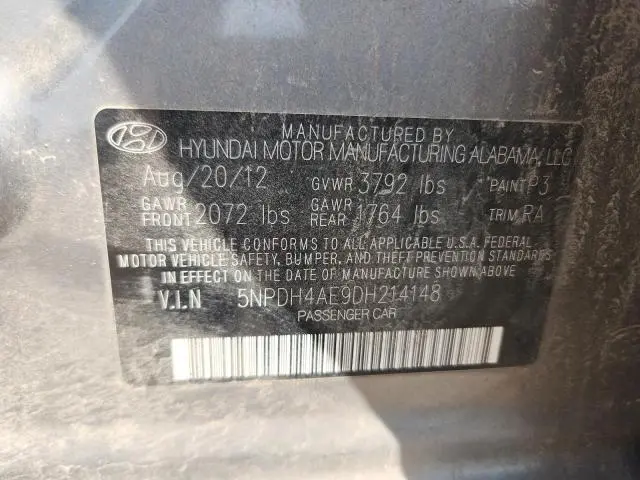 MANUFACTURED BY
HYUNDAI MOTOR MANUFACTURING ALABAMA, LLC
Aug/20/12 GVWR 3792 lbs PAINT P3
GAWR FRONT 2072 lbs GAWR REAR 1764 lbs TRIM RA
THIS VEHICLE CONFORMS TO ALL APPLICABLE U.S.A. FEDERAL
MOTOR VEHICLE SAFETY, BUMPER, AND THEFT PREVENTION STANDARDS
IN EFFECT ON THE DATE OF MANUFACTURE SHOWN ABOVE.
V.I.N 5NPDH4AE9DH214148
PASSENGER CAR